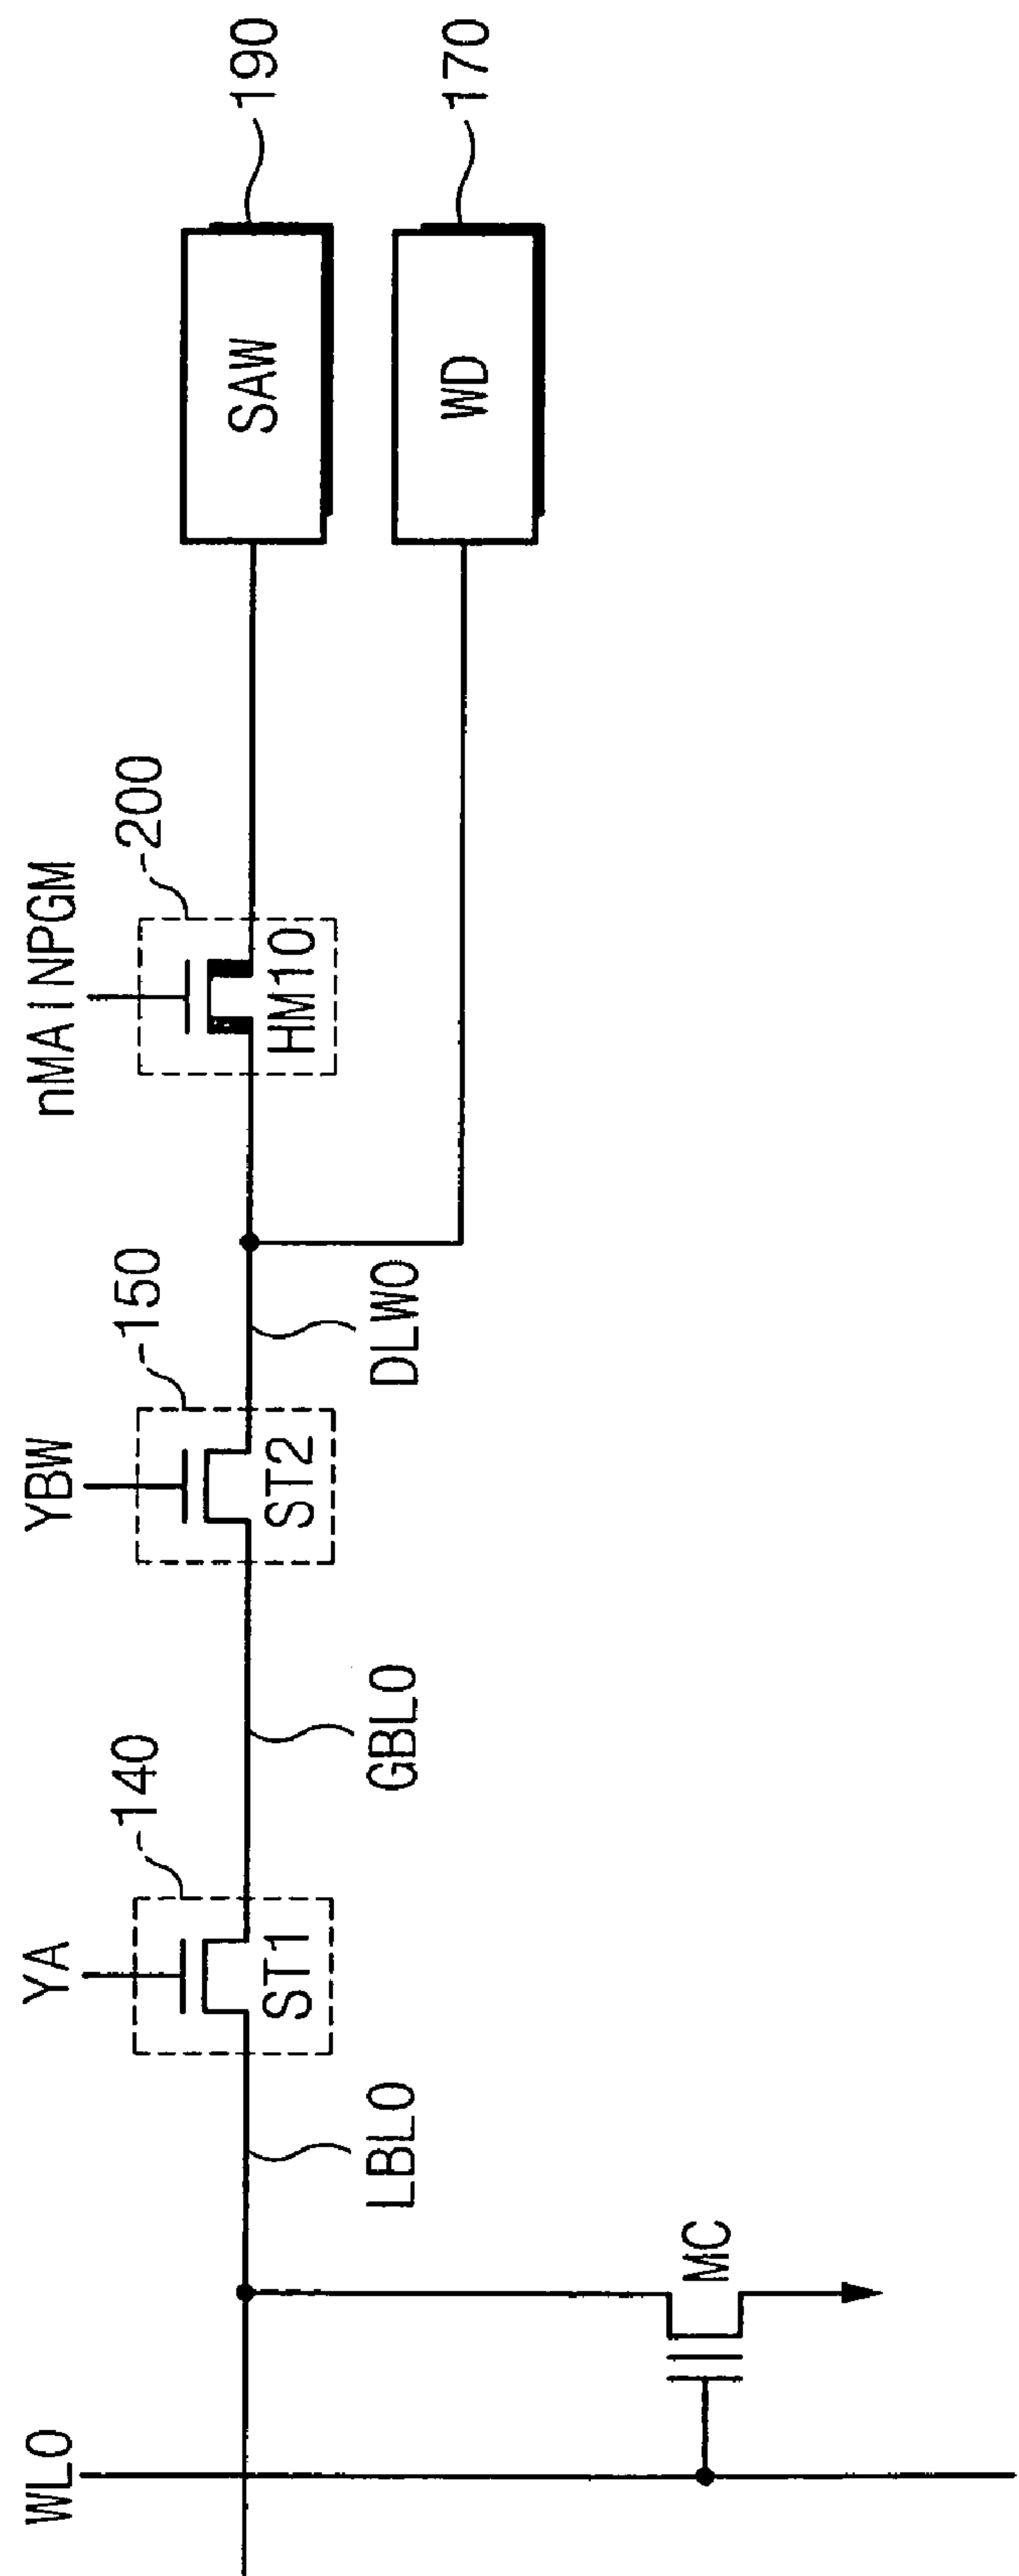 WL0
YA
140
ST1
LBL0
GBL0
YBW
150
ST2
DLW0
nMAINPGM
200
HM10
SAW
190
WD
170
MC